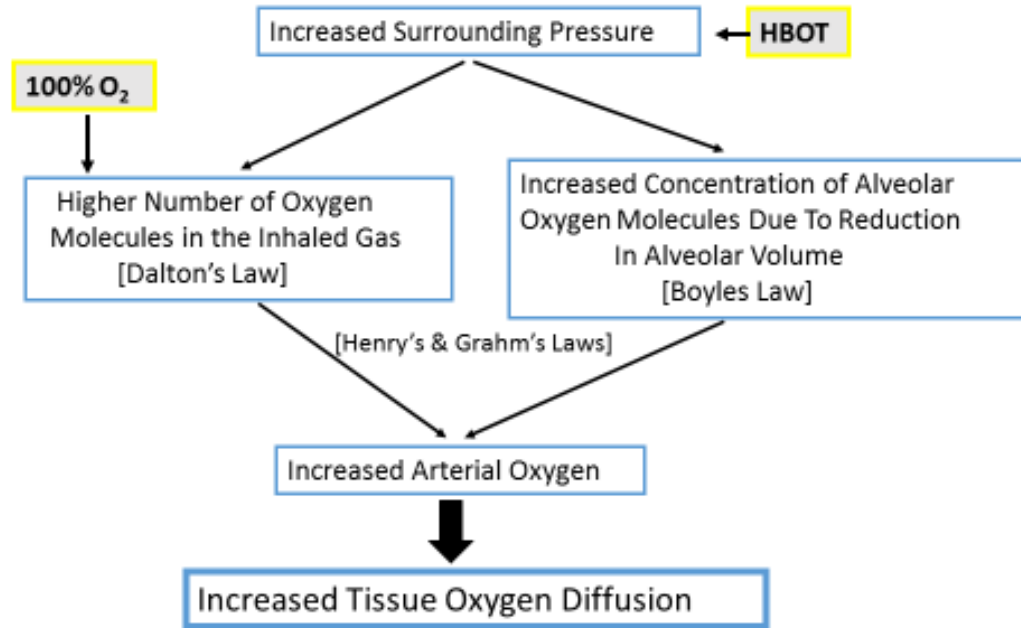 Increased Surrounding Pressure
HBOT
100% O₂
Higher Number of Oxygen
Molecules in the Inhaled Gas
[Dalton's Law]
Increased Concentration of Alveolar
Oxygen Molecules Due To Reduction
In Alveolar Volume
[Boyles Law]
[Henry's & Grahm's Laws]
Increased Arterial Oxygen
Increased Tissue Oxygen Diffusion